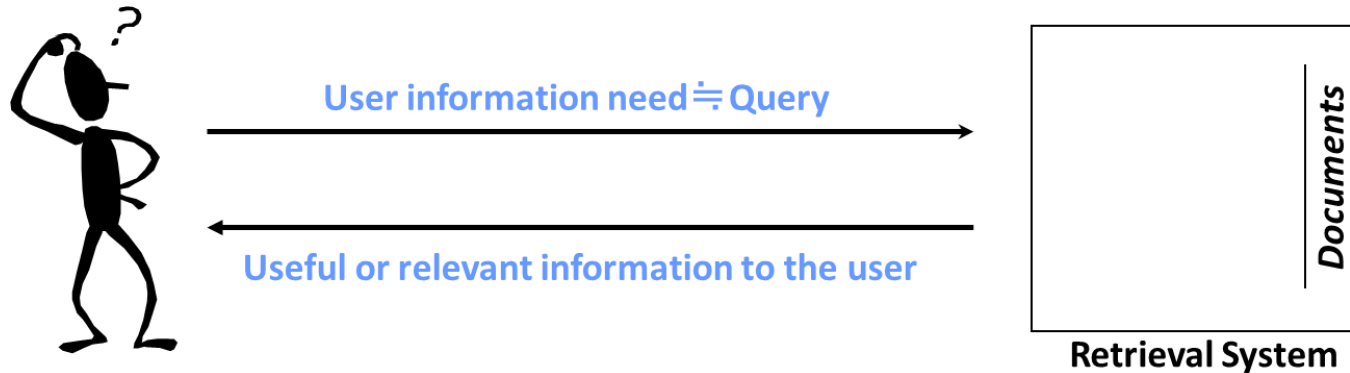 ?
User information need≒Query
Useful or relevant information to the user
Documents
Retrieval System